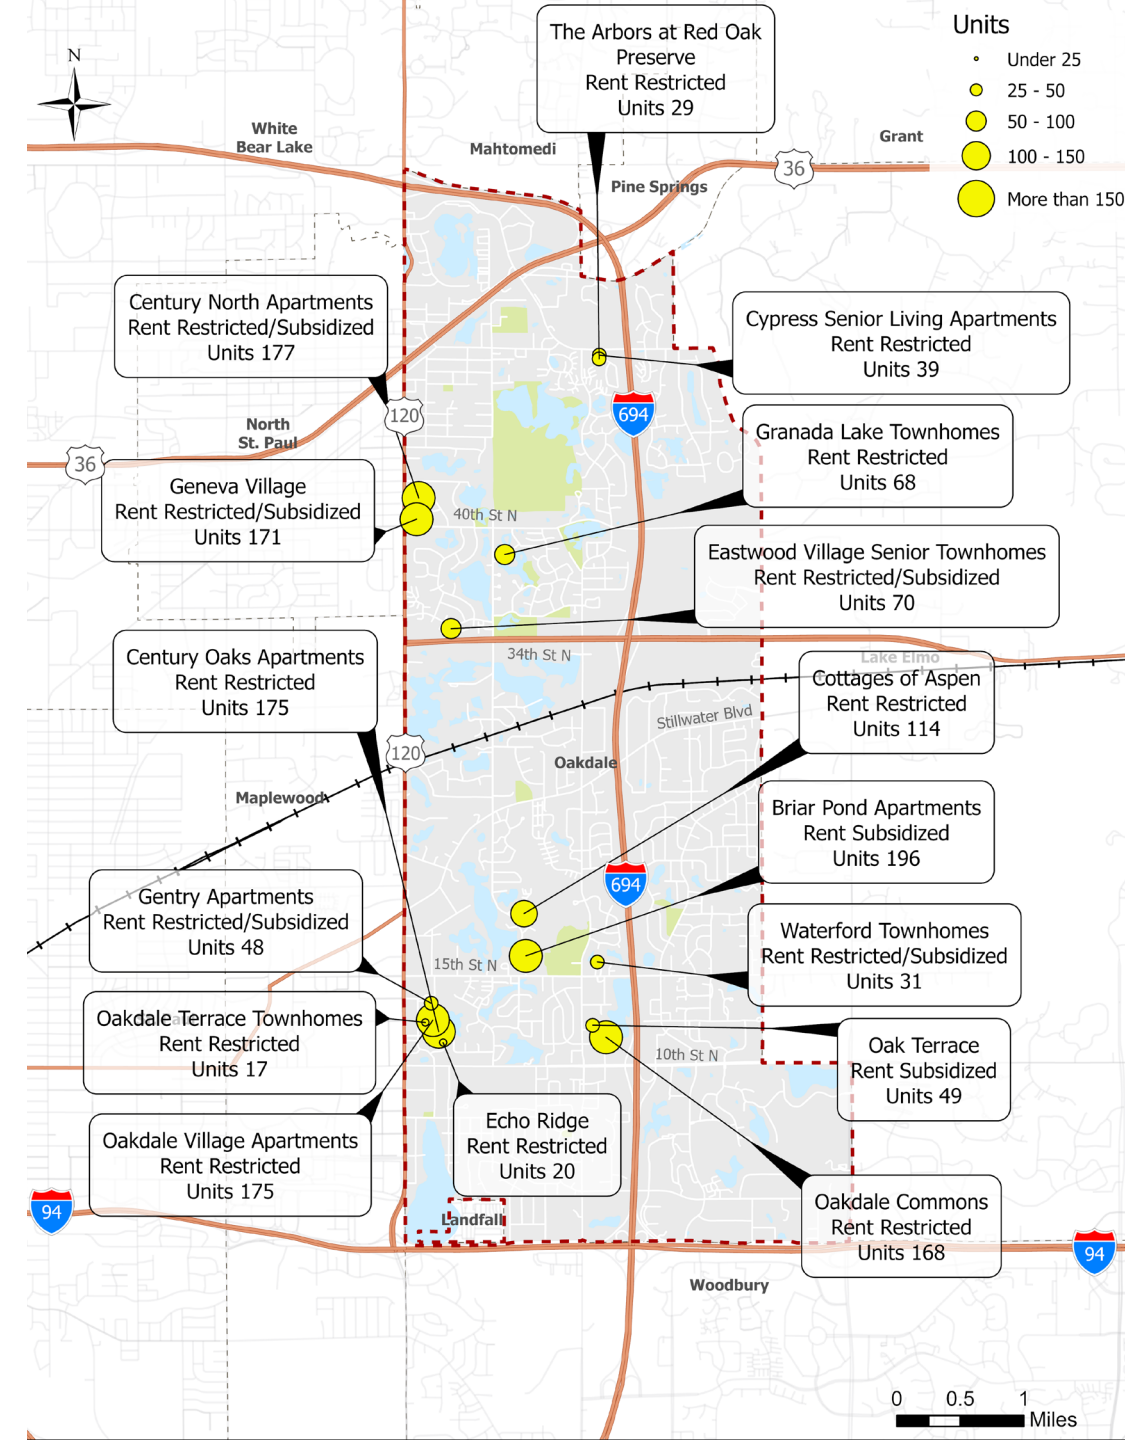 The Arbors at Red Oak
Preserve
Rent Restricted
Units 29
Units
Under 25
25 - 50
50 - 100
100 - 150
More than 150
N
White
Bear Lake
Mahtomedi
Grant
36
Pine Springs
Century North Apartments
Rent Restricted/Subsidized
Units 177
Cypress Senior Living Apartments
Rent Restricted
Units 39
120
694
North
St. Paul
36
Granada Lake Townhomes
Rent Restricted
Units 68
Geneva Village
Rent Restricted/Subsidized
Units 171
40th St N
Eastwood Village Senior Townhomes
Rent Restricted/Subsidized
Units 70
34th St N
Lake Elmo
Century Oaks Apartments
Rent Restricted
Units 175
Cottages of Aspen
Rent Restricted
Units 114
Stillwater Blvd
120
Oakdale
Maplewood
Briar Pond Apartments
Rent Subsidized
Units 196
694
Gentry Apartments
Rent Restricted/Subsidized
Units 48
Waterford Townhomes
Rent Restricted/Subsidized
Units 31
15th St N
Oakdale Terrace Townhomes
Rent Restricted
Units 17
Oak Terrace
Rent Subsidized
Units 49
10th St N
Oakdale Village Apartments
Rent Restricted
Units 175
Echo Ridge
Rent Restricted
Units 20
Oakdale Commons
Rent Restricted
Units 168
94
Landfall
94
Woodbury
0 0.5 1
Miles